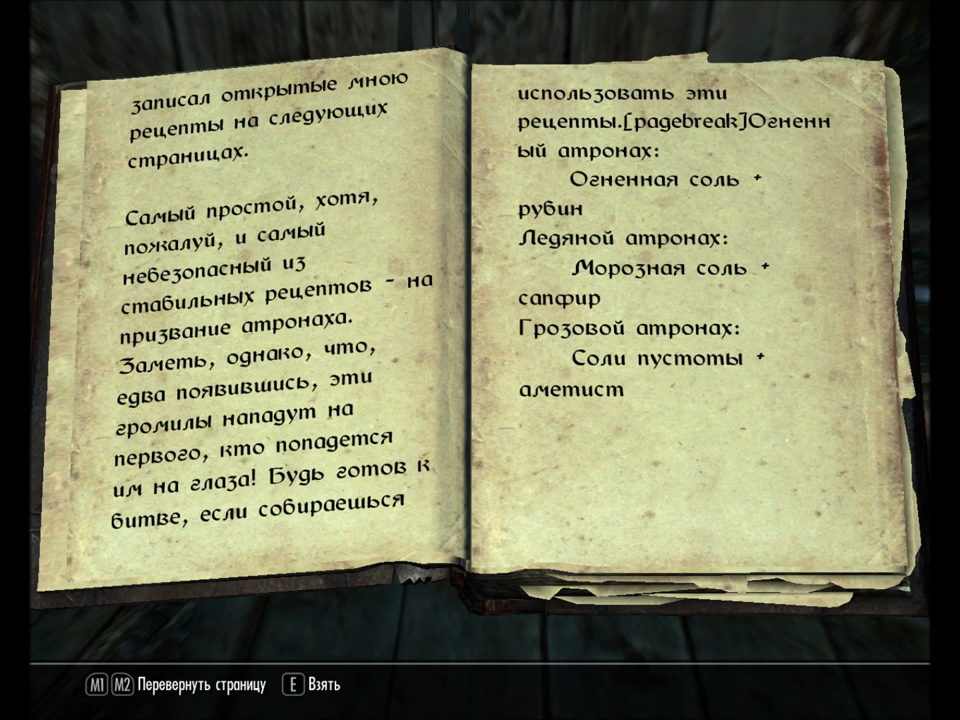 записал открытые мною
рецепты на следующих
страницах.
Самый простой, хотя,
пожалуй, и самый
небезопасный из
стабильных рецептов - на
призвание атронаха.
Заметь, однако, что,
едва появившись, эти
громилы нападут на
первого, кто попадется
им на глаза! Будь готов к
битве, если собираешься
использовать эти
рецепты.[pagebreak]Огненн
ый атронах:
Огненная соль +
рубин
Ледяной атронах:
Морозная соль +
сапфир
Грозовой атронах:
Соли пустоты +
аметист
M1 M2 Перевернуть страницу E Взять